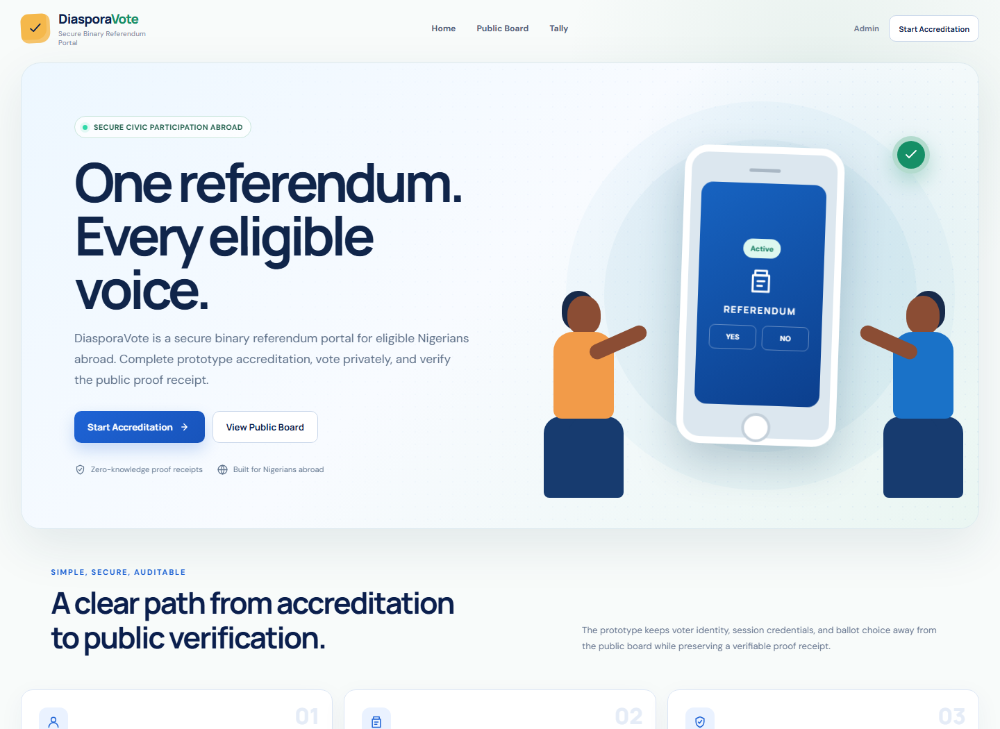 DiasporaVote
Secure Binary Referendum
Portal
Home
Public Board
Tally
Admin
Start Accreditation
SECURE CIVIC PARTICIPATION ABROAD
One referendum.
Every eligible
voice.
DiasporaVote is a secure binary referendum portal for eligible Nigerians
abroad. Complete prototype accreditation, vote privately, and verify
the public proof receipt.
Start Accreditation
View Public Board
Zero-knowledge proof receipts
Built for Nigerians abroad
Active
REFERENDUM
YES
NO
SIMPLE, SECURE, AUDITABLE
A clear path from accreditation
to public verification.
The prototype keeps voter identity, session credentials, and ballot choice away from
the public board while preserving a verifiable proof receipt.
01
02
03